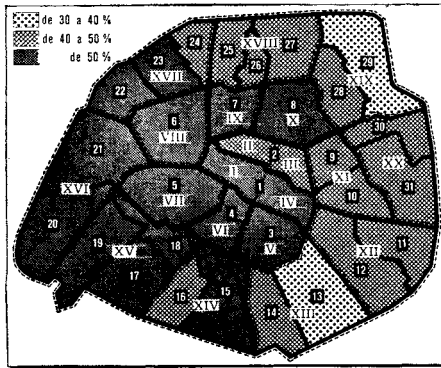 de 30 a 40 %
de 40 a 50 %
de 50 %
24
23
XVII
25
XVIII
26
27
29
XIX
28
22
6
VIII
7
IX
8
X
30
21
III
2
III
9
XI
XX
II
XVI
5
VII
1
IV
10
31
4
VI
3
V
20
19
XV
18
17
XII
11
12
16
XIV
15
14
13
XIII